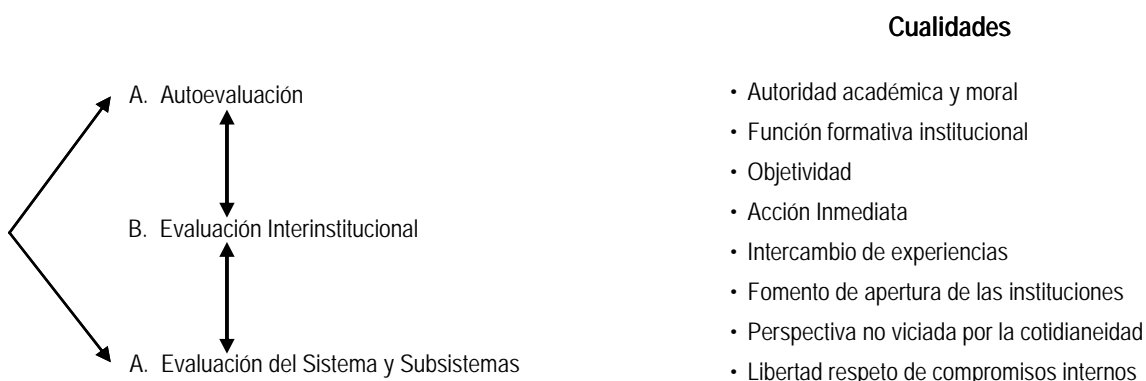 Cualidades
A. Autoevaluación
B. Evaluación Interinstitucional
A. Evaluación del Sistema y Subsistemas
• Autoridad académica y moral
• Función formativa institucional
• Objetividad
• Acción Inmediata
• Intercambio de experiencias
• Fomento de apertura de las instituciones
• Perspectiva no viciada por la cotidianeidad
• Libertad respeto de compromisos internos